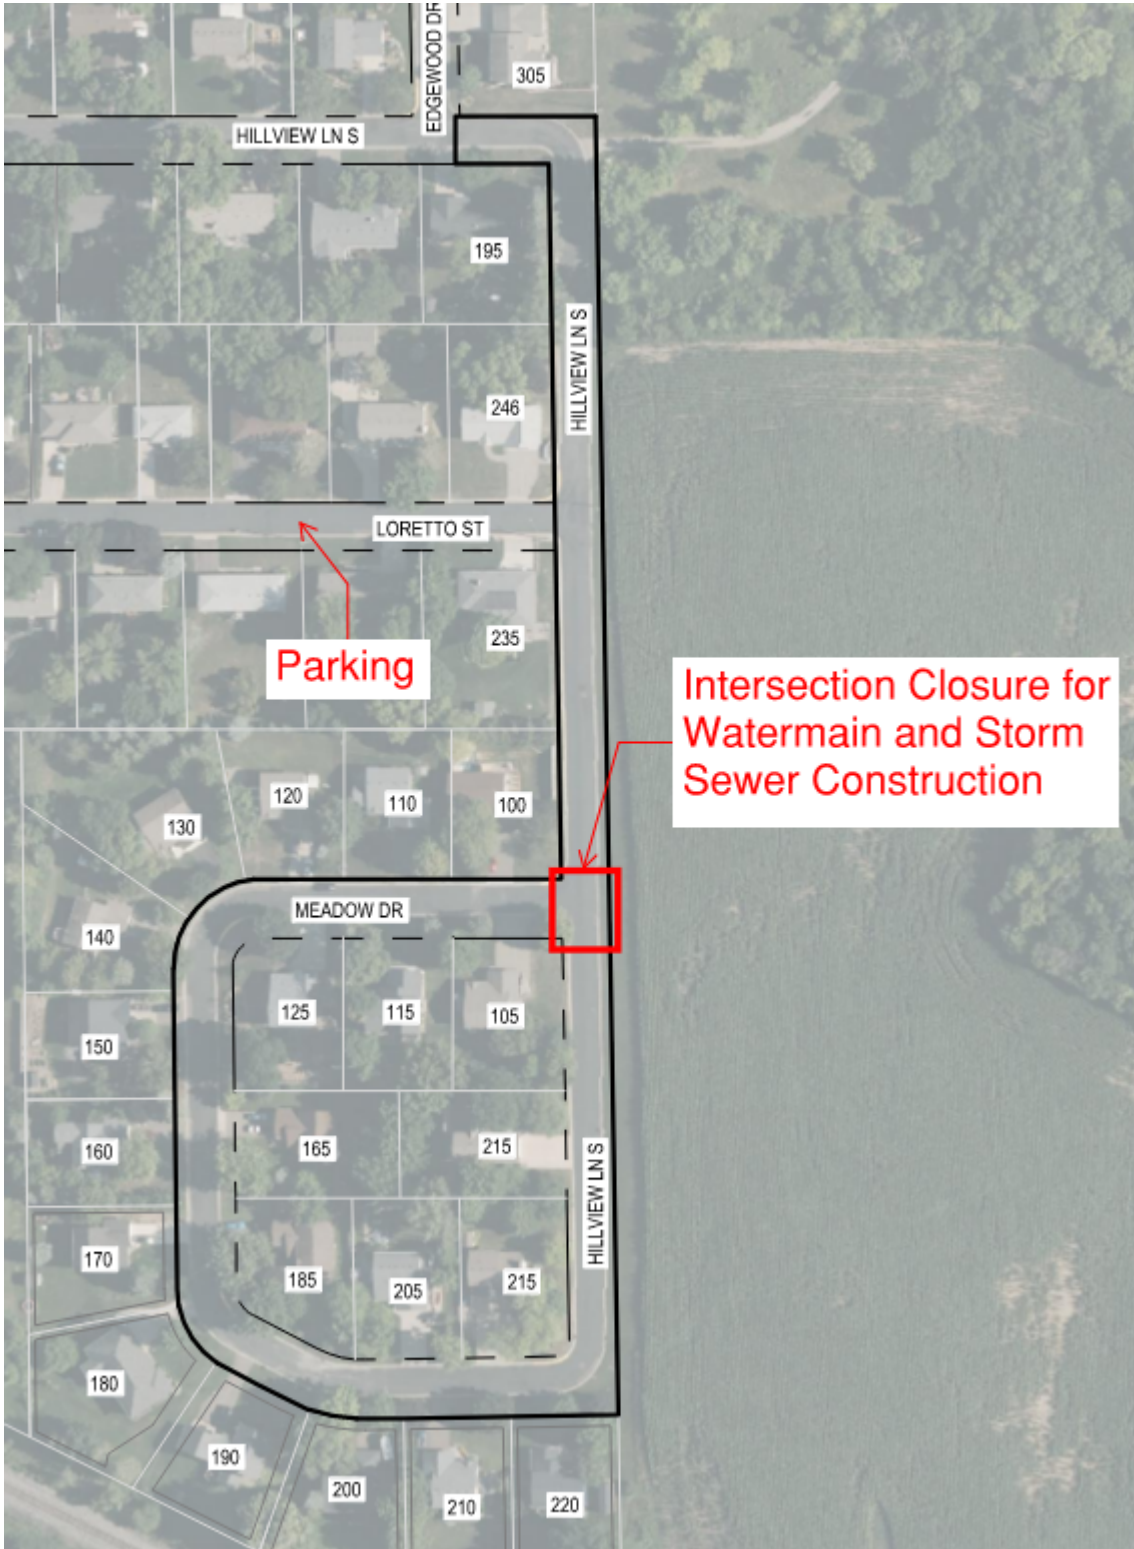 EDGEWOOD DR
305
HILLVIEW LN S
195
HILLVIEW LN S
246
LORETTO ST
Parking
235
Intersection Closure for
Watermain and Storm
Sewer Construction
120
110
100
130
MEADOW DR
140
125
115
105
150
165
215
160
HILLVIEW LN S
170
185
205
215
180
190
200
210
220